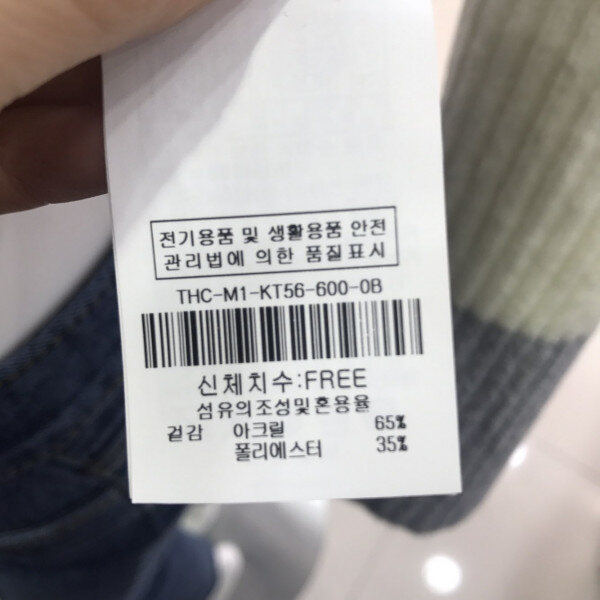 전기용품 및 생활용품 안전
관리법에 의한 품질표시
THC-M1-KT56-600-0B
신체치수:FREE
섬유의조성및혼용율
겉감 아크릴 65%
폴리에스터 35%